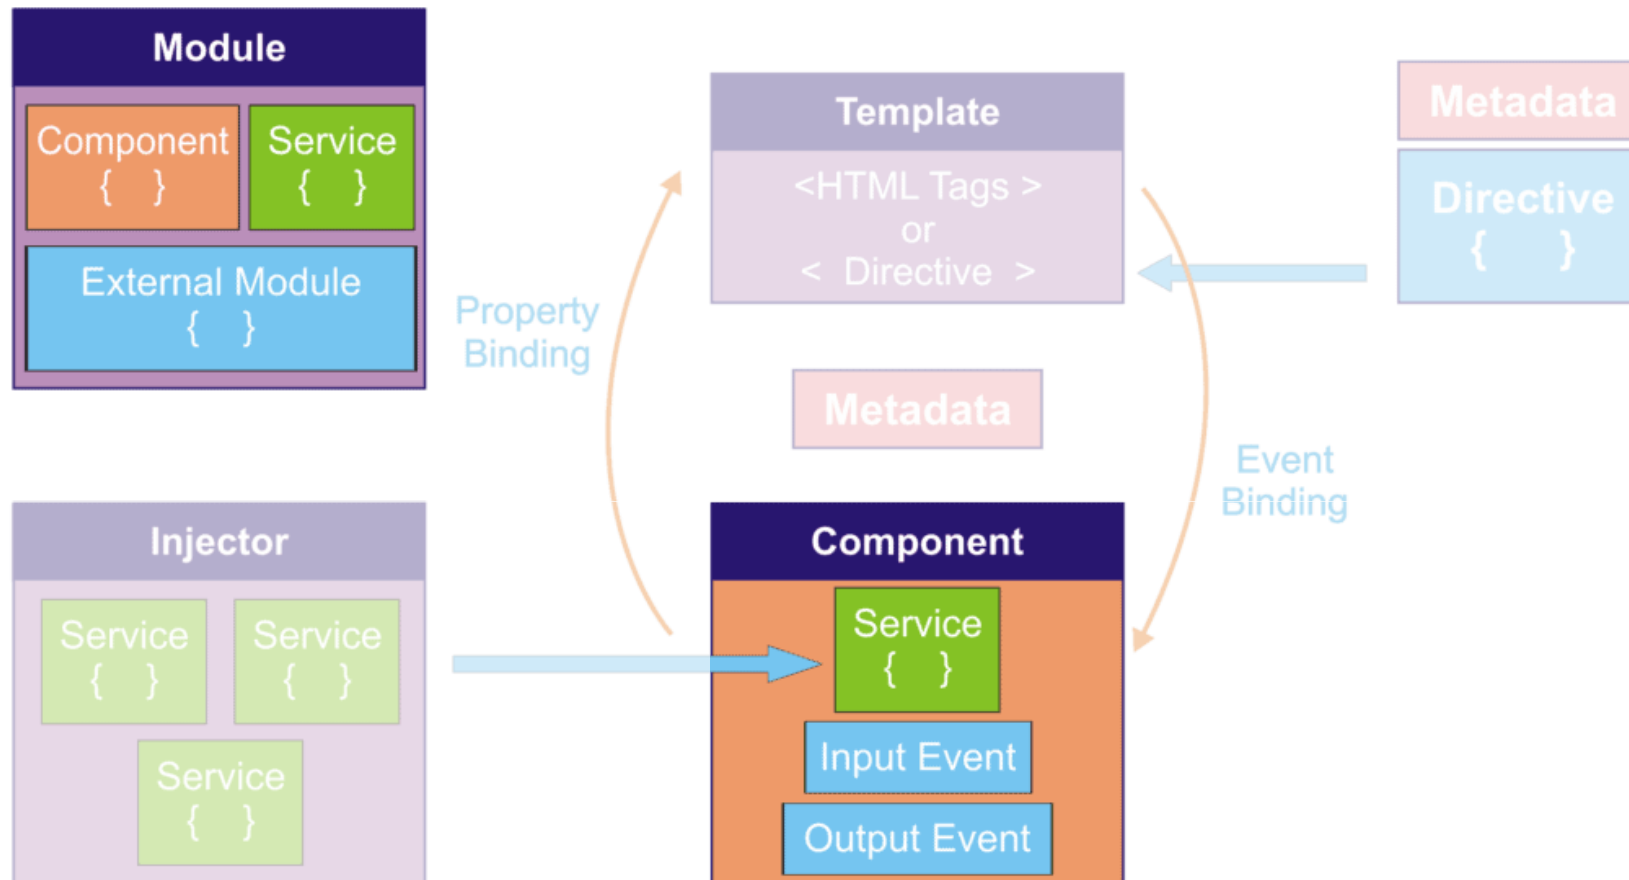 Module
Component
{ }
Service
{ }
External Module
{ }
Property
Binding
Template
<HTML Tags >
or
< Directive >
Metadata
Metadata
Directive
{ }
Event
Binding
Injector
Service
{ }
Service
{ }
Service
{ }
Component
Service
{ }
Input Event
Output Event